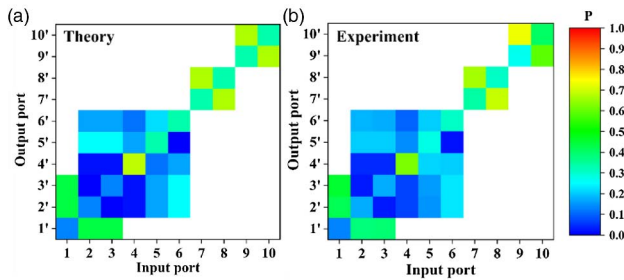 (a)
Theory
Output port
10'
9'
8'
7'
6'
5'
4'
3'
2'
1'
1 2 3 4 5 6 7 8 9 10
Input port
(b)
Experiment
Output port
10'
9'
8'
7'
6'
5'
4'
3'
2'
1'
1 2 3 4 5 6 7 8 9 10
Input port
P
1.0
0.9
0.8
0.7
0.6
0.5
0.4
0.3
0.2
0.1
0.0